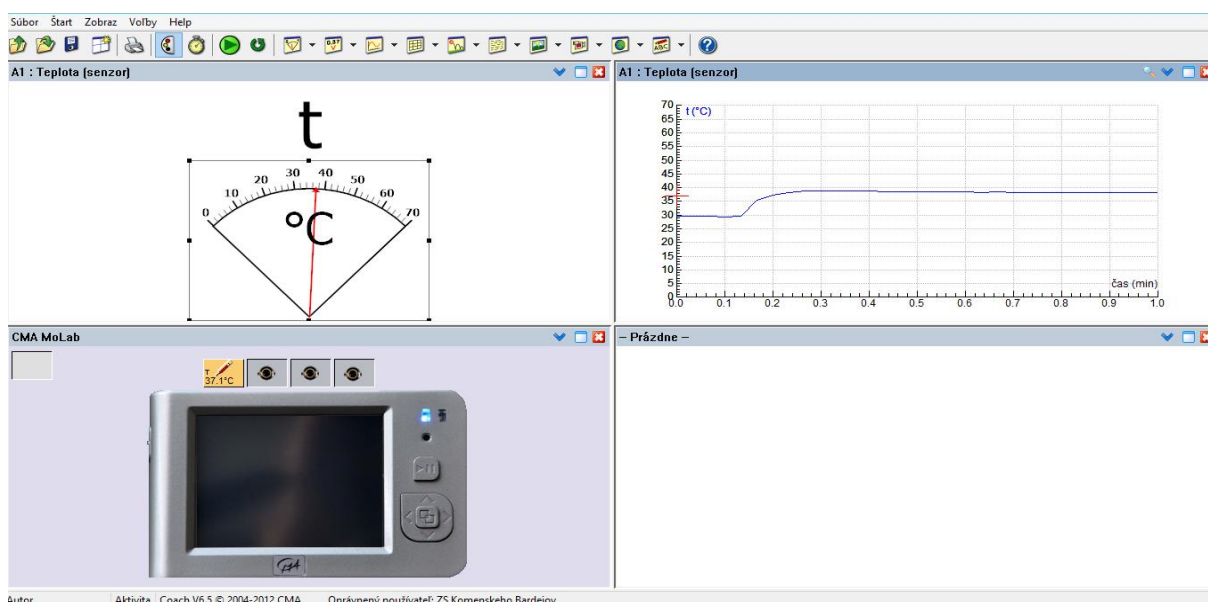 Súbor Štart Zobraz Voľby Help
A1 : Teplota (senzor)
t
0 10 20 30 40 50 60 70
°C
A1 : Teplota (senzor)
t (°C)
70
65
60
55
50
45
40
35
30
25
20
15
10
5
0
čas (min)
0.0 0.1 0.2 0.3 0.4 0.5 0.6 0.7 0.8 0.9 1.0
CMA MoLab
T
37.1°C
CMA
– Prázdne –
Autor Aktivita Coach V6.5 © 2004-2012 CMA Oprávnený používateľ: ZS Komenskeho Bardejov